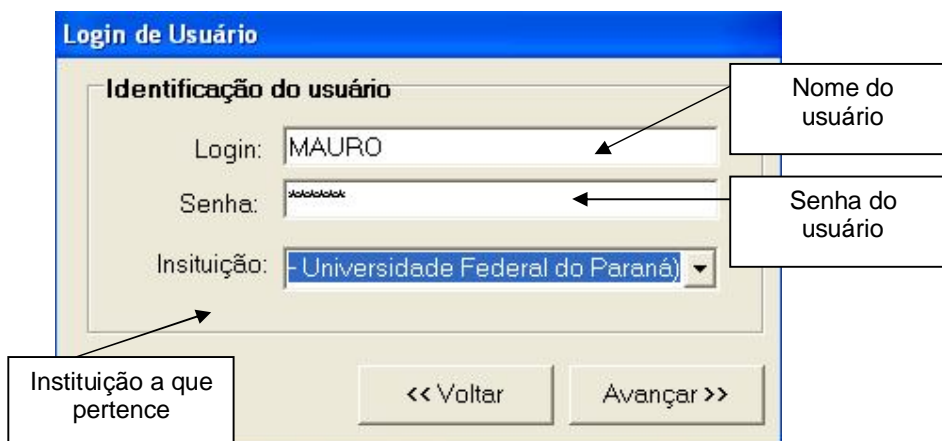 Login de Usuário
Identificação do usuário
Login: MAURO
Nome do
usuário
Senha: ******
Senha do
usuário
Insituição: - Universidade Federal do Paraná)
Instituição a que
pertence
<< Voltar
Avançar >>